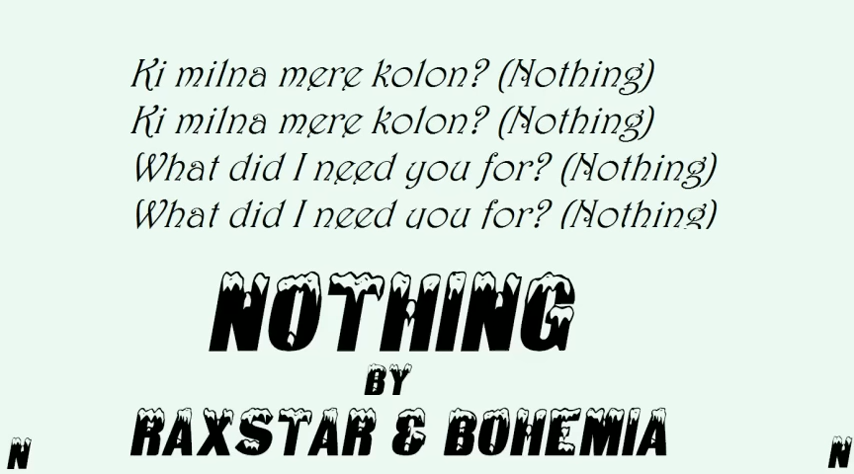 Ki milna mere kolon? (Nothing)
Ki milna mere kolon? (Nothing)
What did I need you for? (Nothing)
What did I need you for? (Nothing)
NOTHING
BY
RAXSTAR & BOHEMIA
N
N